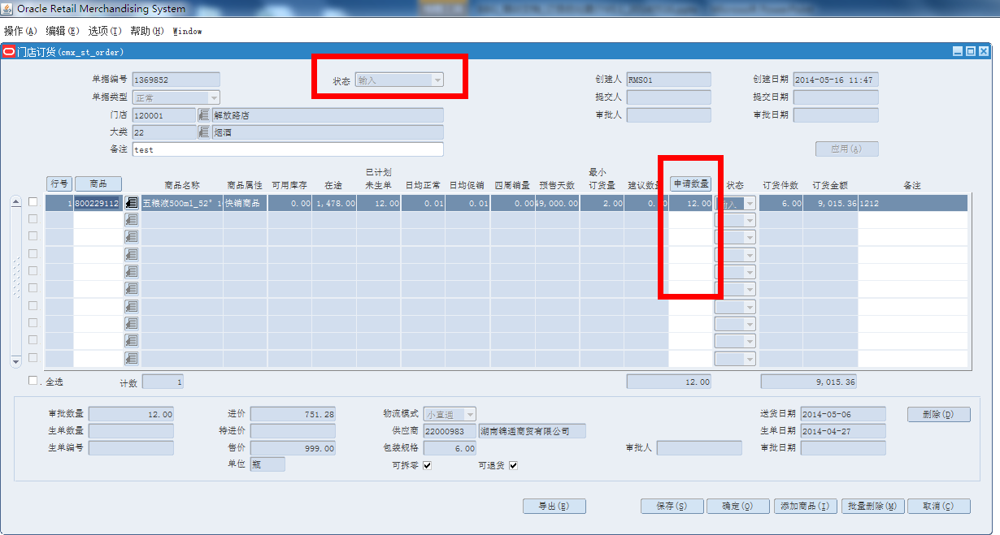 Oracle Retail Merchandising System
操作(A) 编辑(E) 选项(I) 帮助(H) Window
门店订货(cmx_st_order)
单据编号 1369852 状态 输入 创建人 RMS01 创建日期 2014-05-16 11:47
单据类型 正常 提交人 提交日期
门店 120001 解放路店 审批人 审批日期
大类 22 烟酒
备注 test 应用(A)
已计划 最小
行号 商品 商品名称 商品属性 可用库存 在途 未生单 日均正常 日均促销 四周销量 预售天数 订货量 建议数量 申请数量 状态 订货件数 订货金额 备注
1 800229112 五粮液500ml_52° 快销商品 0.00 1,478.00 12.00 0.01 0.01 0.00 49,000.00 2.00 12.00 6.00 9,015.36 1212
全选 计数 1 12.00 9,015.36
审批数量 12.00 进价 751.28 物流模式 小直通 送货日期 2014-05-06 删除(D)
生单数量 特进价 供应商 22000983 湖南锦通商贸有限公司 生单日期 2014-04-27
生单编号 售价 999.00 包装规格 6.00 审批人 审批日期
单位 瓶 可拆零 可退货
导出(E) 保存(S) 确定(O) 添加商品(I) 批量删除(M) 取消(C)